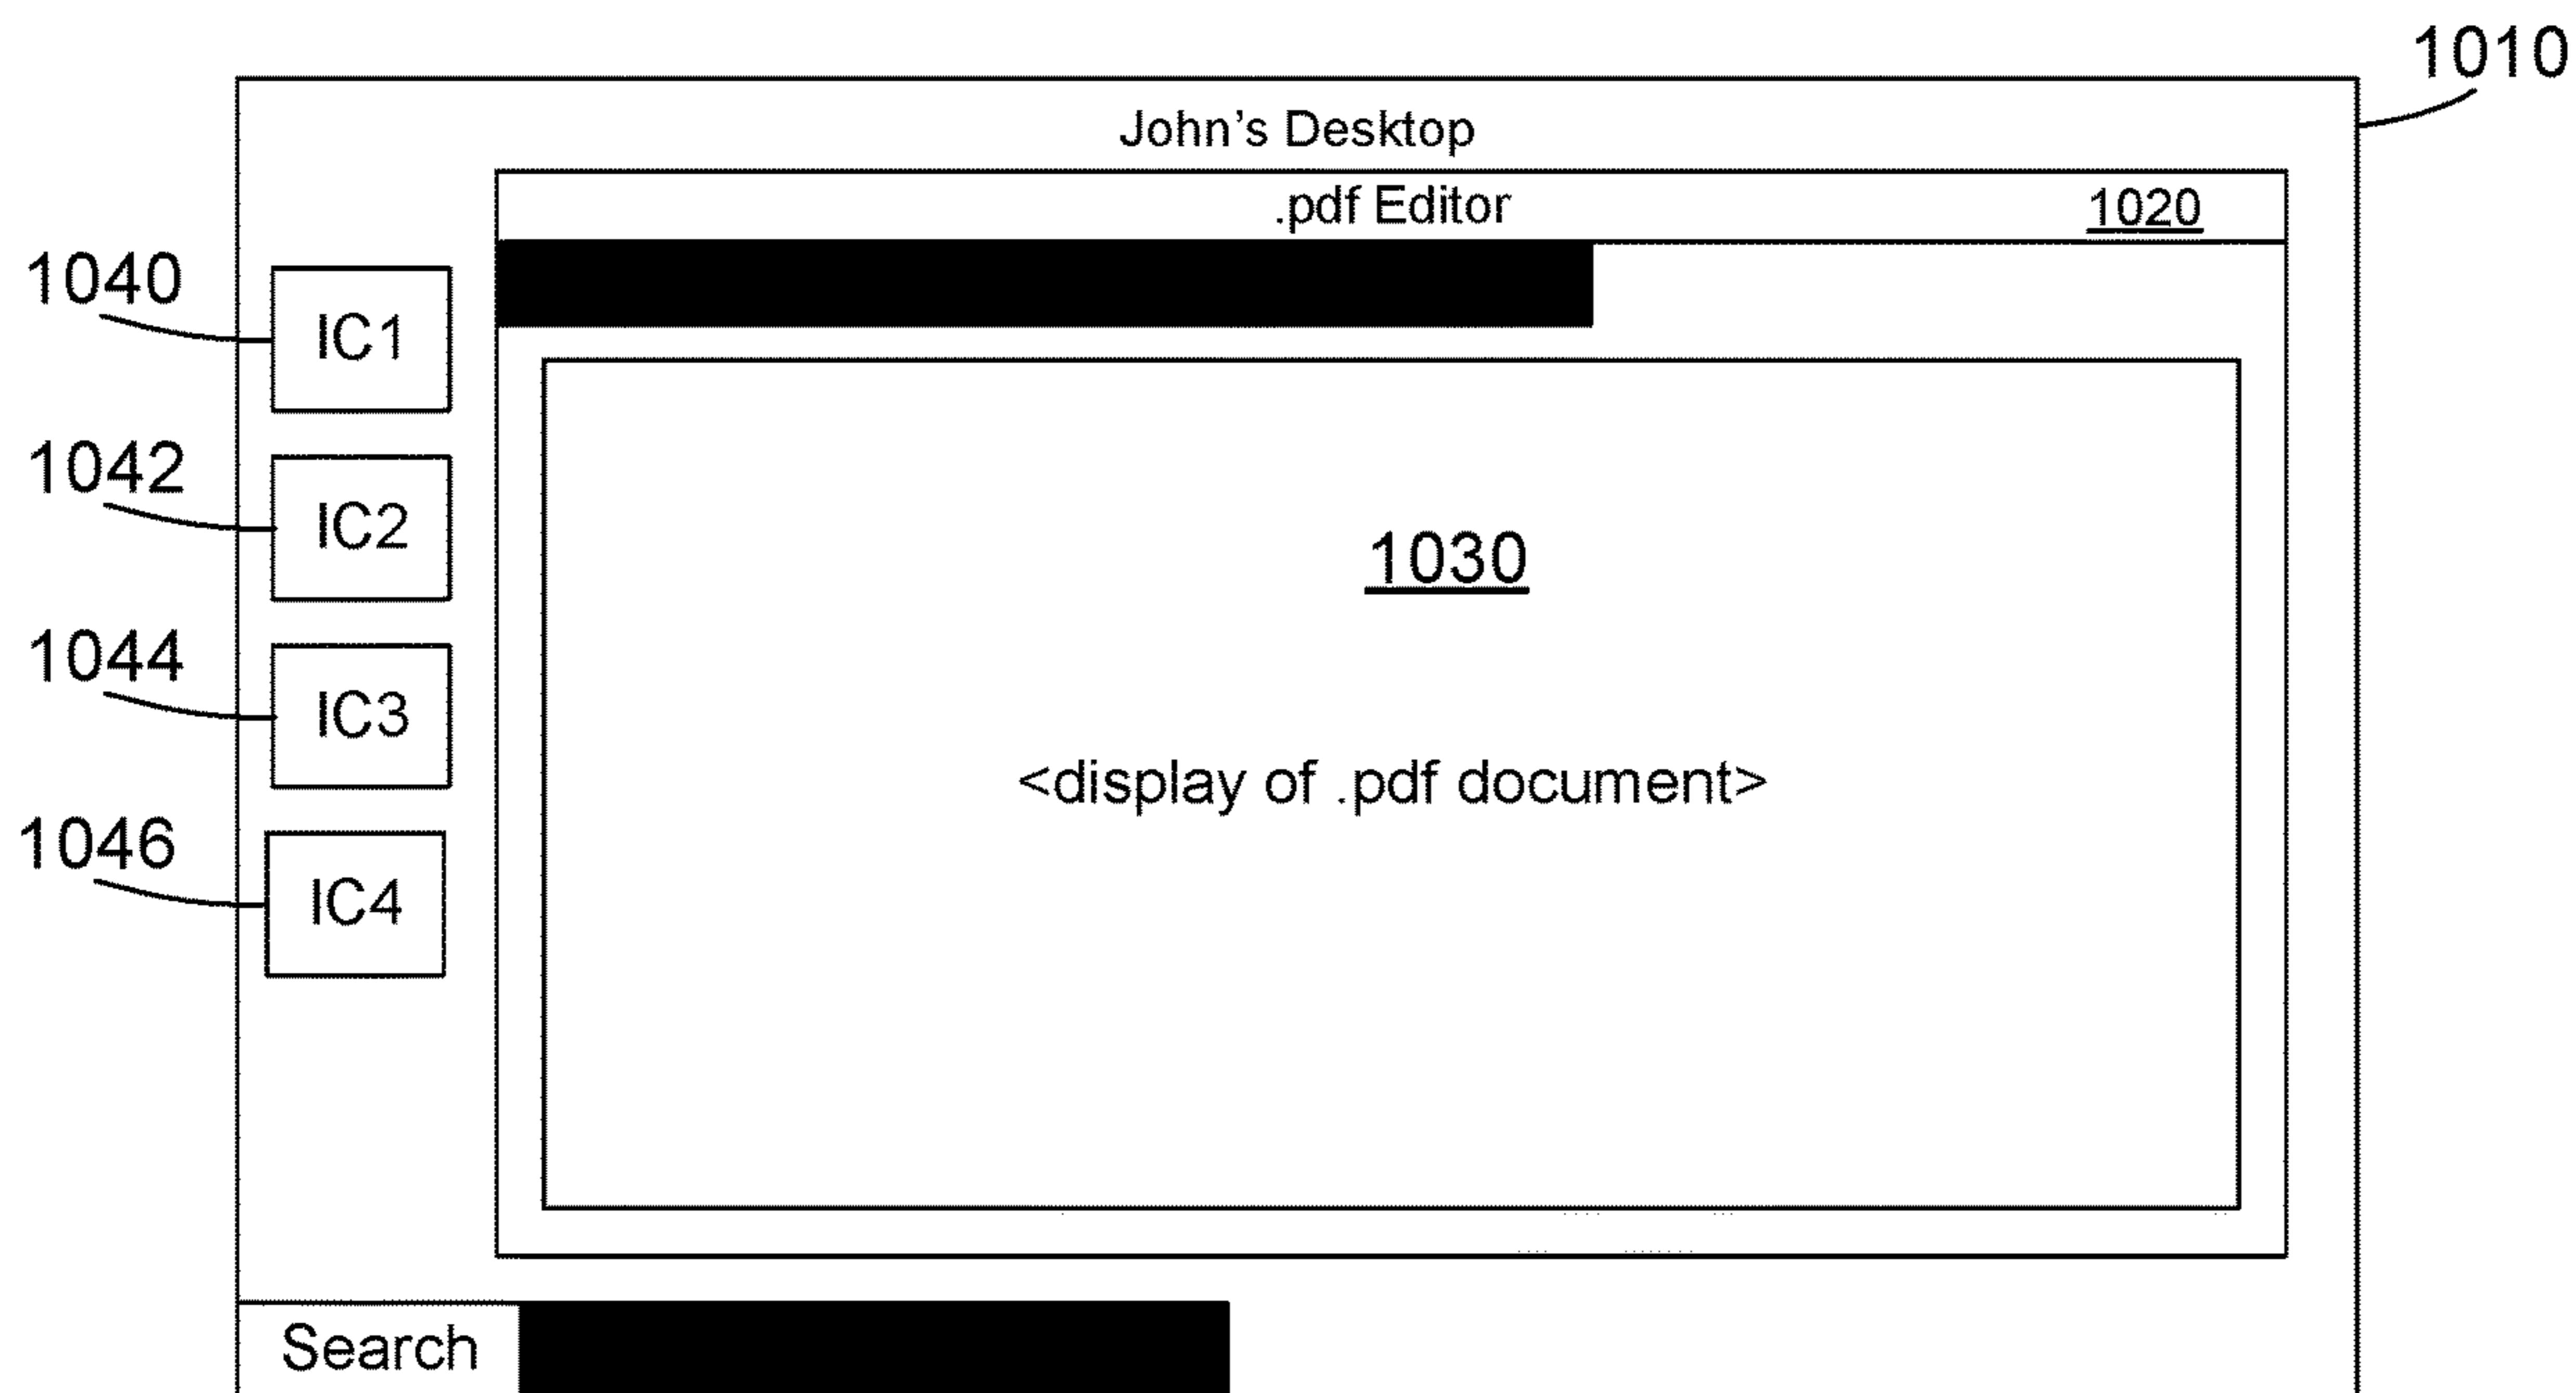 1010
John's Desktop
.pdf Editor
1020
1040
IC1
1042
IC2
1030
1044
IC3
<display of .pdf document>
1046
IC4
Search